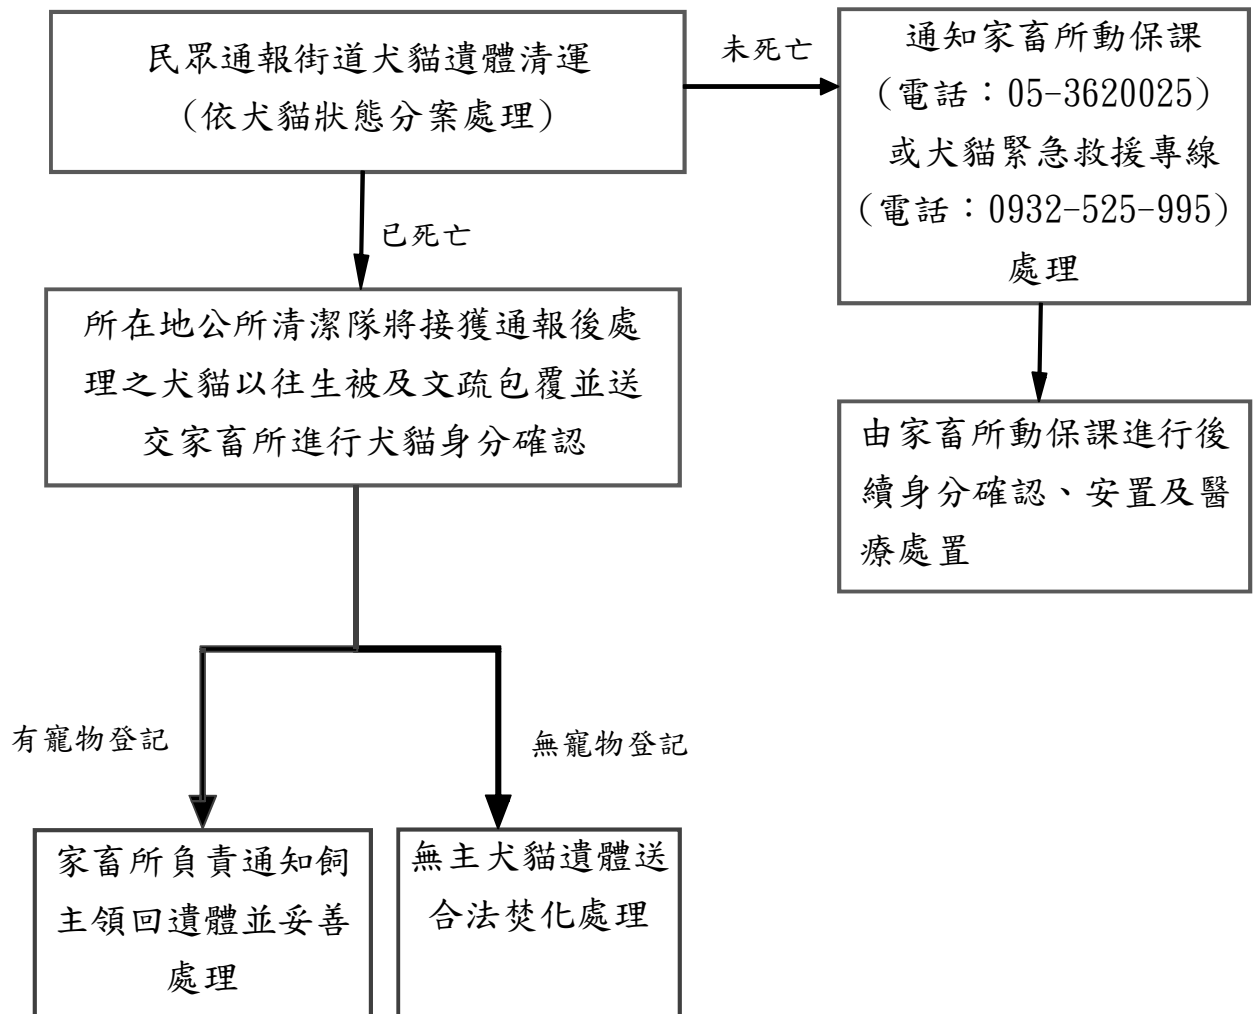 民眾通報街道犬貓遺體清運
(依犬貓狀態分案處理)
未死亡
通知家畜所動保課
(電話：05-3620025)
或犬貓緊急救援專線
(電話：0932-525-995)
處理
已死亡
所在地公所清潔隊將接獲通報後處
理之犬貓以往生被及文疏包覆並送
交家畜所進行犬貓身分確認
由家畜所動保課進行後
續身分確認、安置及醫
療處置
有寵物登記
無寵物登記
家畜所負責通知飼
主領回遺體並妥善
處理
無主犬貓遺體送
合法焚化處理